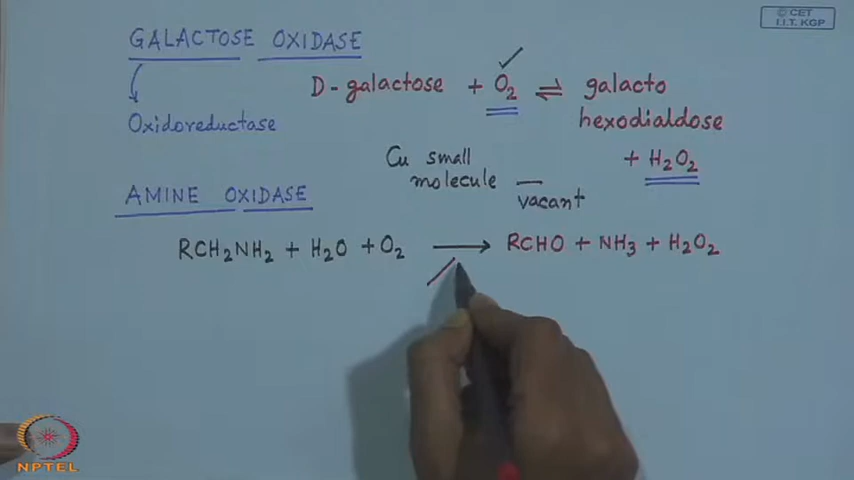 © CET
I.I.T. KGP
GALACTOSE OXIDASE
D-galactose + O2 ⇌ galacto
hexodialdose
+ H2O2
Oxidoreductase
Cu small
molecule —
vacant
AMINE OXIDASE
RCH2NH2 + H2O + O2 → RCHO + NH3 + H2O2
NPTEL